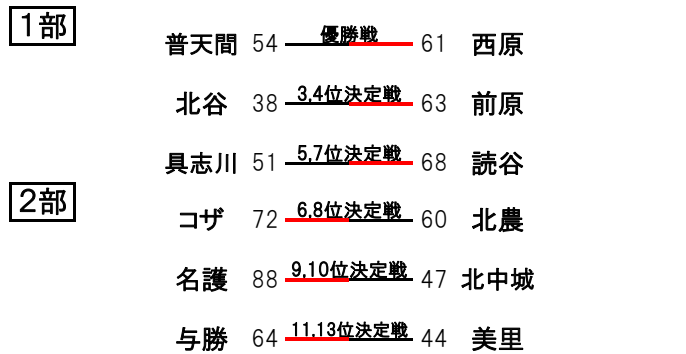 1部
普天間 54 優勝戦 61 西原
北谷 38 3,4位決定戦 63 前原
具志川 51 5,7位決定戦 68 読谷
2部
コザ 72 6,8位決定戦 60 北農
名護 88 9,10位決定戦 47 北中城
与勝 64 11,13位決定戦 44 美里